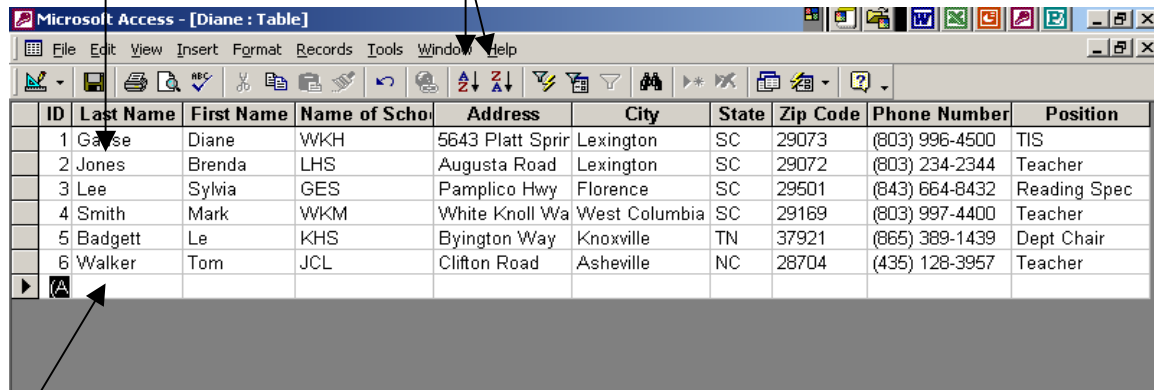 Microsoft Access - [Diane : Table]
File Edit View Insert Format Records Tools Window Help
ID Last Name First Name Name of Schoo Address City State Zip Code Phone Number Position
1 Gause Diane WKH 5643 Platt Sprin Lexington SC 29073 (803) 996-4500 TIS
2 Jones Brenda LHS Augusta Road Lexington SC 29072 (803) 234-2344 Teacher
3 Lee Sylvia GES Pamplico Hwy Florence SC 29501 (843) 664-8432 Reading Spec
4 Smith Mark WKM White Knoll Wa West Columbia SC 29169 (803) 997-4400 Teacher
5 Badgett Le KHS Byington Way Knoxville TN 37921 (865) 389-1439 Dept Chair
6 Walker Tom JCL Clifton Road Asheville NC 28704 (435) 128-3957 Teacher
(A